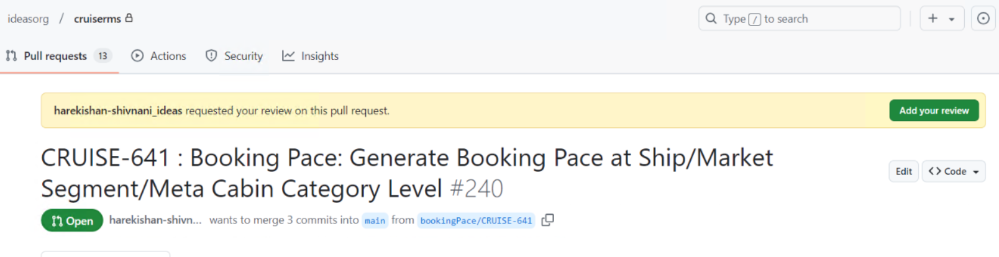 ideasorg / cruiserms
Type / to search
Pull requests 13 Actions Security Insights
harekishan-shivnani_ideas requested your review on this pull request.
Add your review
CRUISE-641 : Booking Pace: Generate Booking Pace at Ship/Market
Segment/Meta Cabin Category Level #240
Edit
<> Code
Open harekishan-shivn... wants to merge 3 commits into main from bookingPace/CRUISE-641